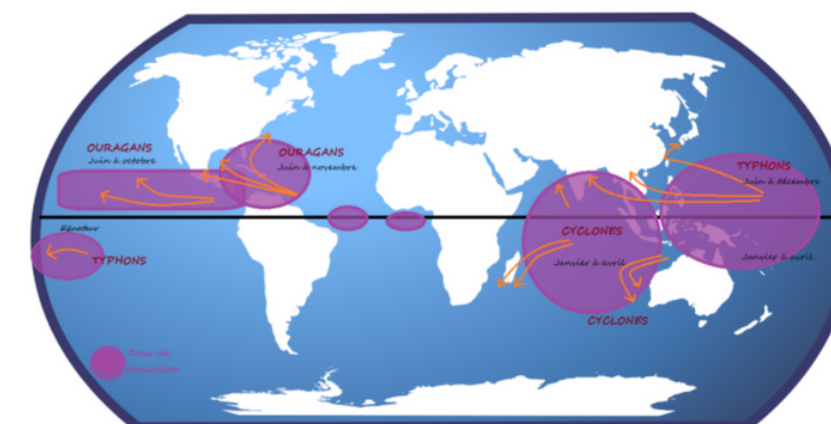 OURAGANS
Juin à octobre
OURAGANS
Juin à novembre
TYPHONS
Juin à décembre
Equateur
TYPHONS
CYCLONES
Janvier à avril
Janvier à avril
CYCLONES
Zone de
formation